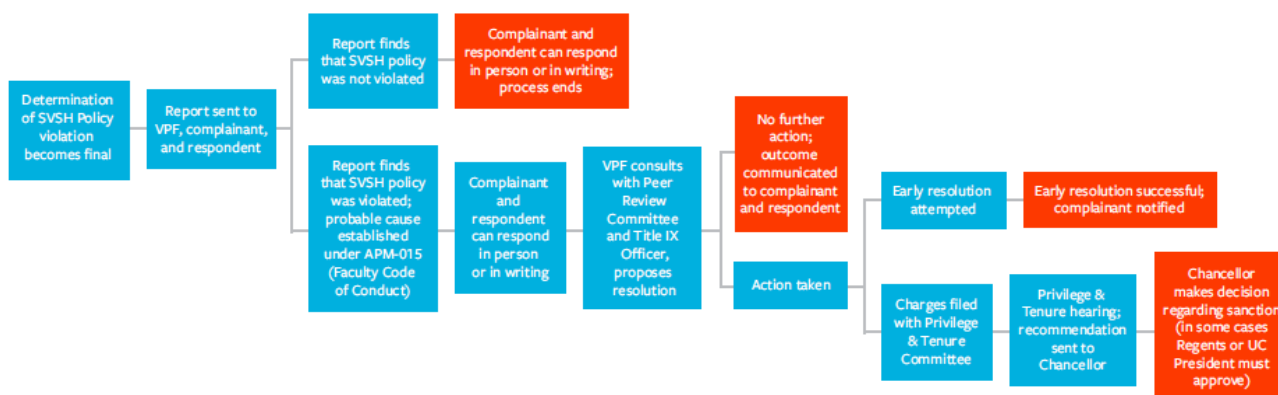 Determination
of SVSH Policy
violation
becomes final
Report sent to
VPF, complainant,
and respondent
Report finds
that SVSH policy
was not violated
Complainant and
respondent can respond
in person or in writing;
process ends
Report finds
that SVSH policy
was violated;
probable cause
established
under APM-015
(Faculty Code
of Conduct)
Complainant
and
respondent
can respond
in person
or in writing
VPF consults
with Peer
Review
Committee
and Title IX
Officer,
proposes
resolution
No further
action;
outcome
communicated
to complainant
and respondent
Action taken
Early resolution
attempted
Early resolution successful;
complainant notified
Charges filed
with Privilege
& Tenure
Committee
Privilege &
Tenure hearing;
recommendation
sent to
Chancellor
Chancellor
makes decision
regarding sanction
(in some cases
Regents or UC
President must
approve)